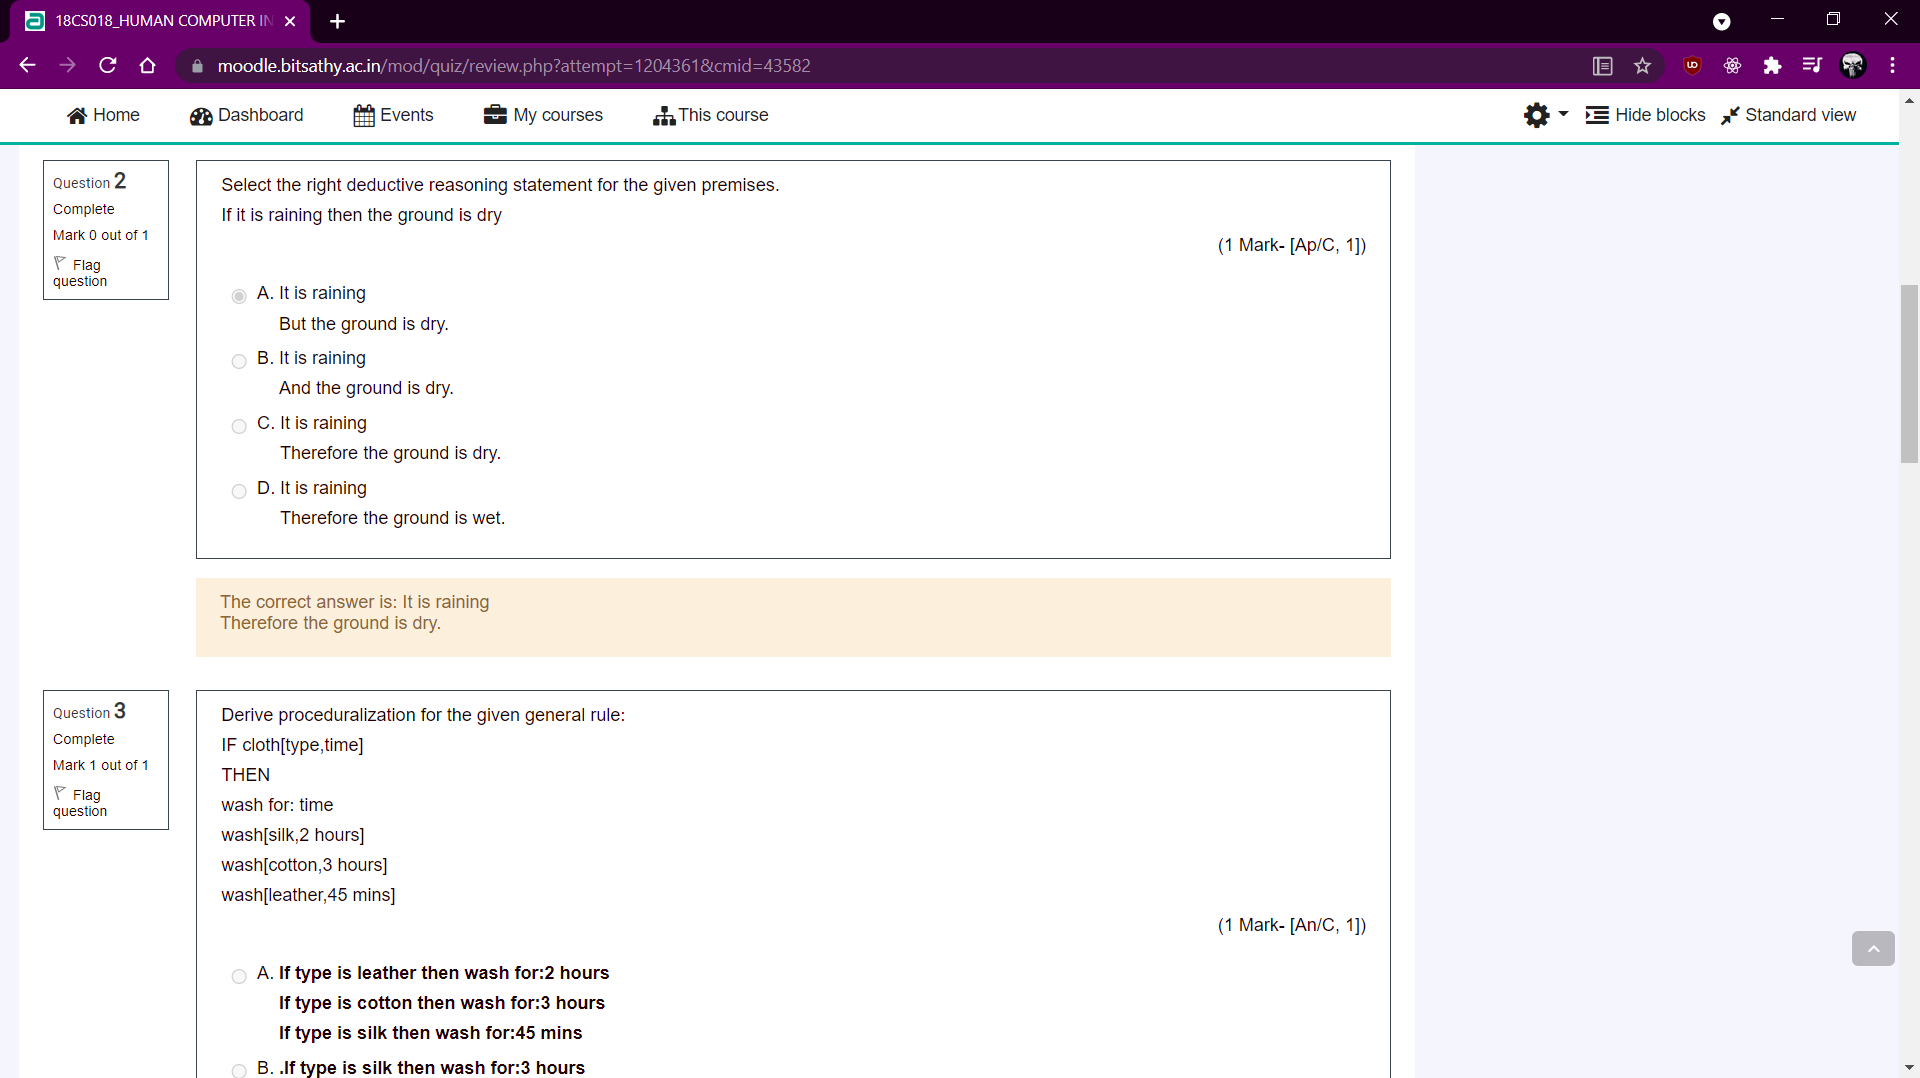 18CS018_HUMAN COMPUTER IN
moodle.bitsathy.ac.in/mod/quiz/review.php?attempt=1204361&cmid=43582
Home Dashboard Events My courses This course Hide blocks Standard view
Question 2
Complete
Mark 0 out of 1
Flag
question
Select the right deductive reasoning statement for the given premises.
If it is raining then the ground is dry
(1 Mark- [Ap/C, 1])
A. It is raining
But the ground is dry.
B. It is raining
And the ground is dry.
C. It is raining
Therefore the ground is dry.
D. It is raining
Therefore the ground is wet.
The correct answer is: It is raining
Therefore the ground is dry.
Question 3
Complete
Mark 1 out of 1
Flag
question
Derive proceduralization for the given general rule:
IF cloth[type,time]
THEN
wash for: time
wash[silk,2 hours]
wash[cotton,3 hours]
wash[leather,45 mins]
(1 Mark- [An/C, 1])
A. If type is leather then wash for:2 hours
If type is cotton then wash for:3 hours
If type is silk then wash for:45 mins
B. .If type is silk then wash for:3 hours